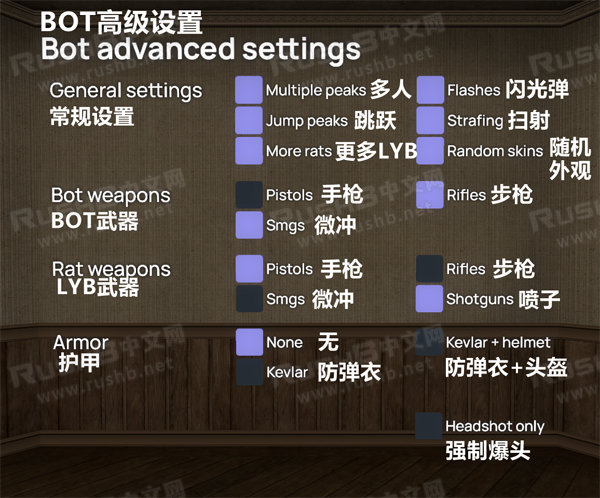 BOT高级设置
Bot advanced settings
General settings
常规设置
Multiple peaks 多人
Flashes 闪光弹
Jump peaks 跳跃
Strafing 扫射
More rats 更多LYB
Random skins 随机
外观
Bot weapons
BOT武器
Pistols 手枪
Rifles 步枪
Smgs 微冲
Rat weapons
LYB武器
Pistols 手枪
Rifles 步枪
Smgs 微冲
Shotguns 喷子
Armor
护甲
None 无
Kevlar + helmet
防弹衣+头盔
Kevlar 防弹衣
Headshot only
强制爆头
RushB中文网
www.rushb.net